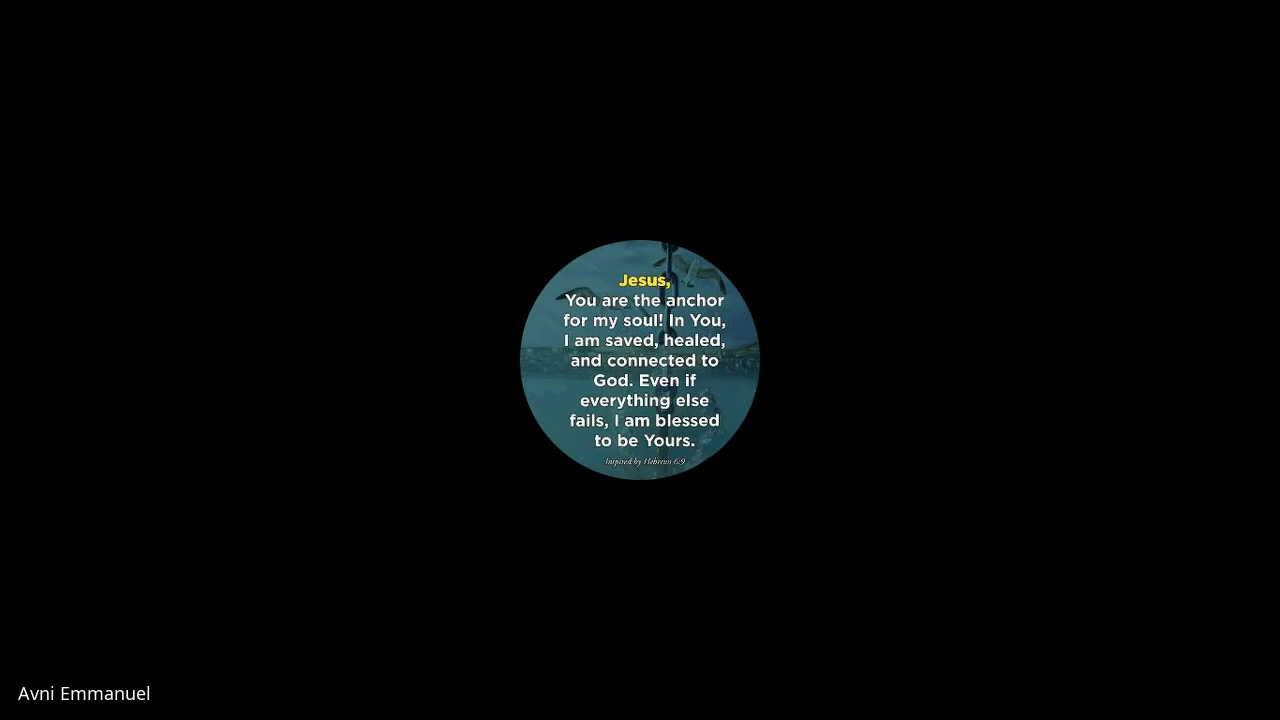 Jesus,
You are the anchor
for my soul! In You,
I am saved, healed,
and connected to
God. Even if
everything else
fails, I am blessed
to be Yours.
Inspired by Hebrews 6:9
Avni Emmanuel